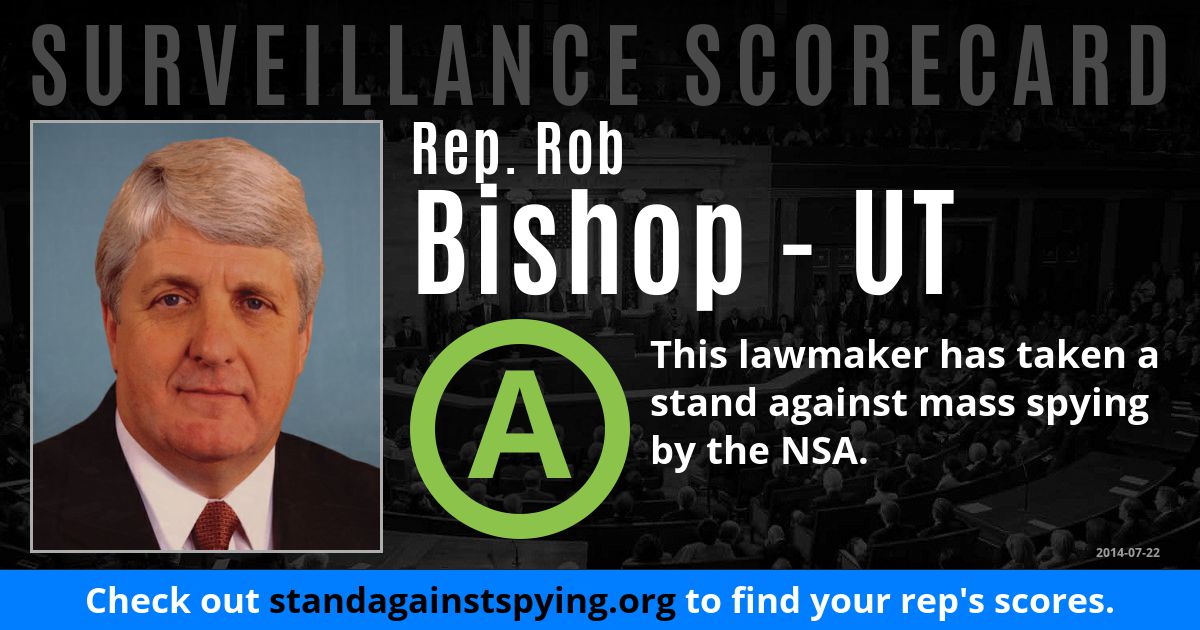 SURVEILLANCE SCORECARD
Rep. Rob
Bishop - UT
A
This lawmaker has taken a
stand against mass spying
by the NSA.
2014-07-22
Check out standagainstspying.org to find your rep's scores.